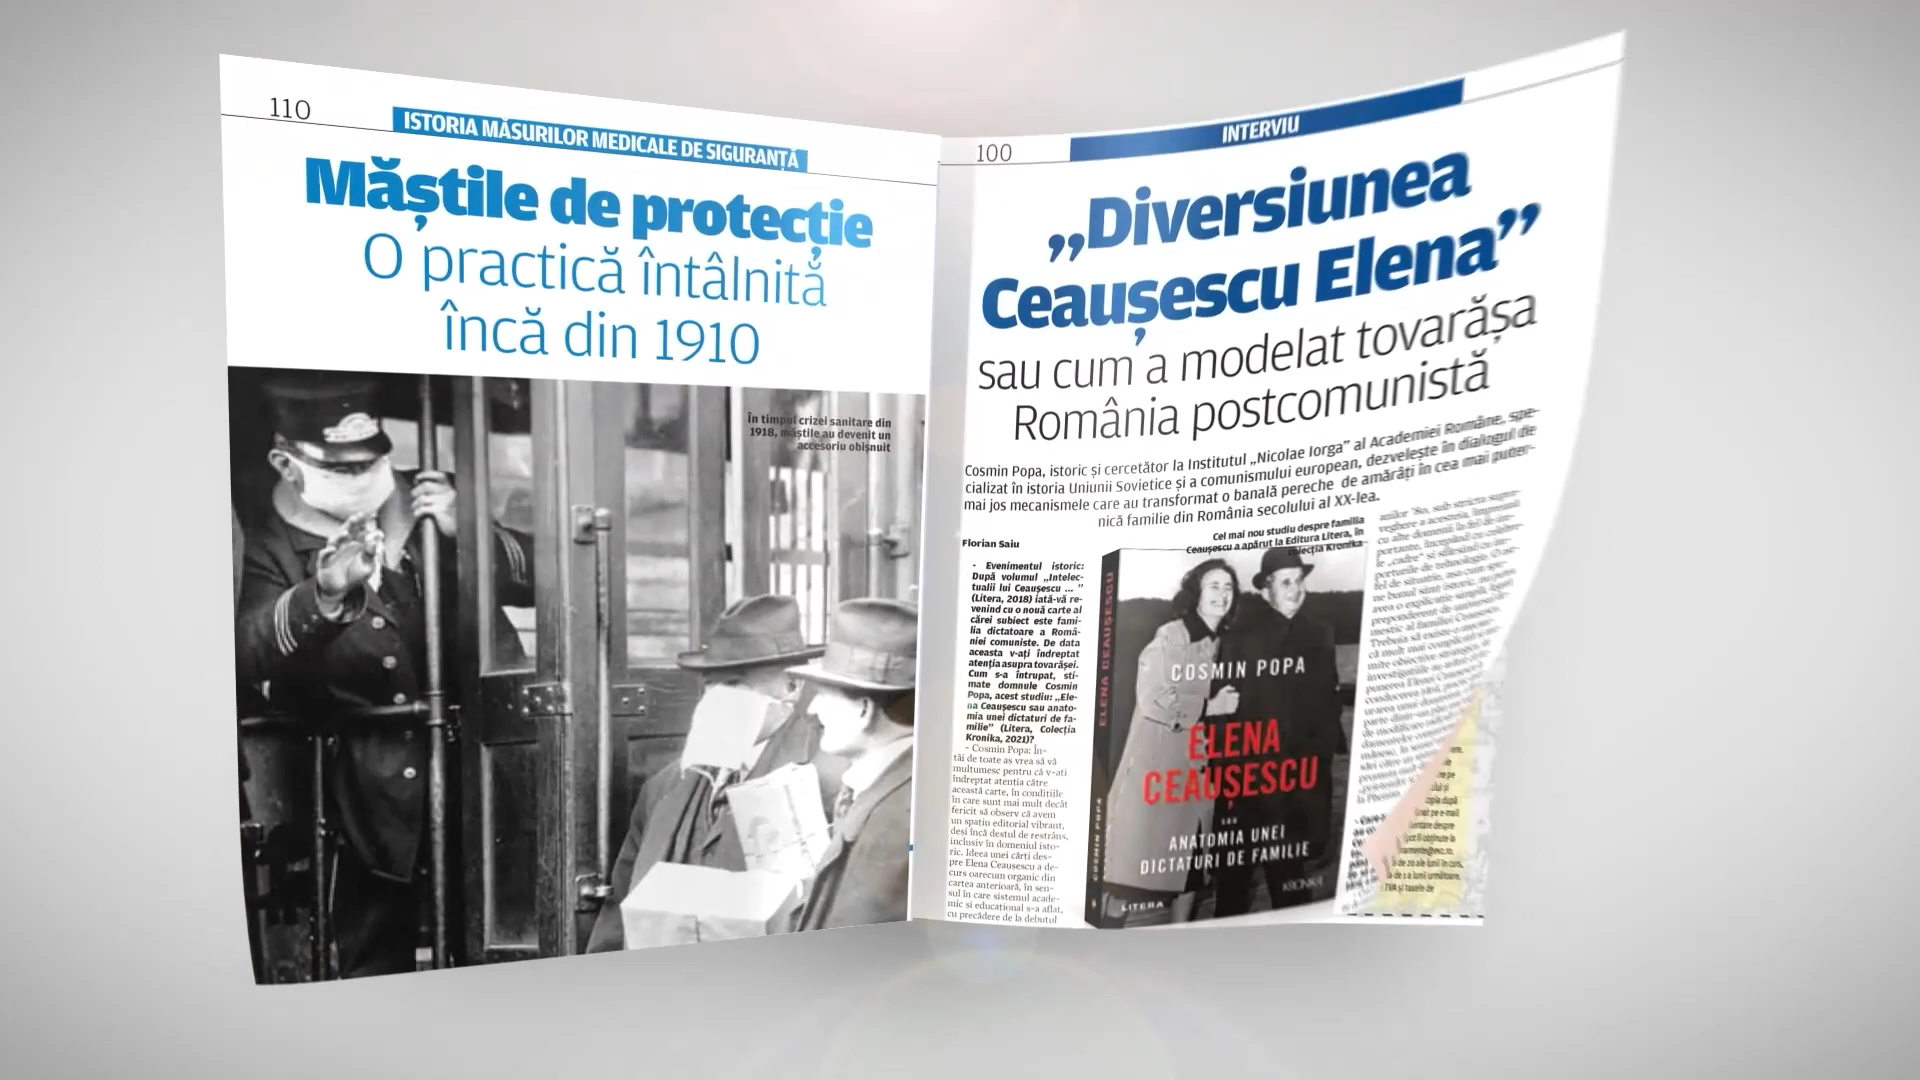 110
ISTORIA MĂSURILOR MEDICALE DE SIGURANȚĂ
Măștile de protecție
O practică întâlnită
încă din 1910
În timpul crizei sanitare din
1918, măștile au devenit un
accesoriu obișnuit
100
INTERVIU
„Diversiunea
Ceaușescu Elena”
sau cum a modelat tovarășa
România postcomunistă
Cosmin Popa, istoric și cercetător la Institutul „Nicolae Iorga” al Academiei Române, spe-
cializat în istoria Uniunii Sovietice și a comunismului european, dezvelește în dialogul de
mai jos mecanismele care au transformat o banală pereche de amărâți în cea mai puter-
nică familie din România secolului al XX-lea.
Florian Saiu
- Evenimentul istoric:
După volumul „Intelec-
tualii lui Ceaușescu ... ”
(Litera, 2018) iată-vă re-
venind cu o nouă carte al
cărei subiect este fami-
lia dictatoare a Româ-
niei comuniste. De data
aceasta v-ați îndreptat
atenția asupra tovarășei.
Cum s-a întrupat, sti-
mate domnule Cosmin
Popa, acest studiu: „Ele-
na Ceaușescu sau anato-
mia unei dictaturi de fa-
milie” (Litera, Colecția
Kronika, 2021)?
- Cosmin Popa: În-
tâi de toate aș vrea să vă
mulțumesc pentru că v-ați
îndreptat atenția către
această carte, în condițiile
în care sunt mai mult decât
fericit să observ că avem
un spațiu editorial vibrant,
deși încă destul de restrâns,
inclusiv în domeniul isto-
ric. Ideea unei cărți des-
pre Elena Ceaușescu a de-
curs oarecum organic din
cartea anterioară, în sen-
sul în care sistemul acade-
mic și educațional s-a aflat,
cu precădere de la debutul
Cel mai nou studiu despre familia
Ceaușescu a apărut la Editura Litera, în
colecția Kronika
ELENA CEAUȘESCU
COSMIN POPA
LITERA
COSMIN POPA
ELENA
CEAUȘESCU
sau
ANATOMIA UNEI
DICTATURI DE FAMILIE
KRONIKA